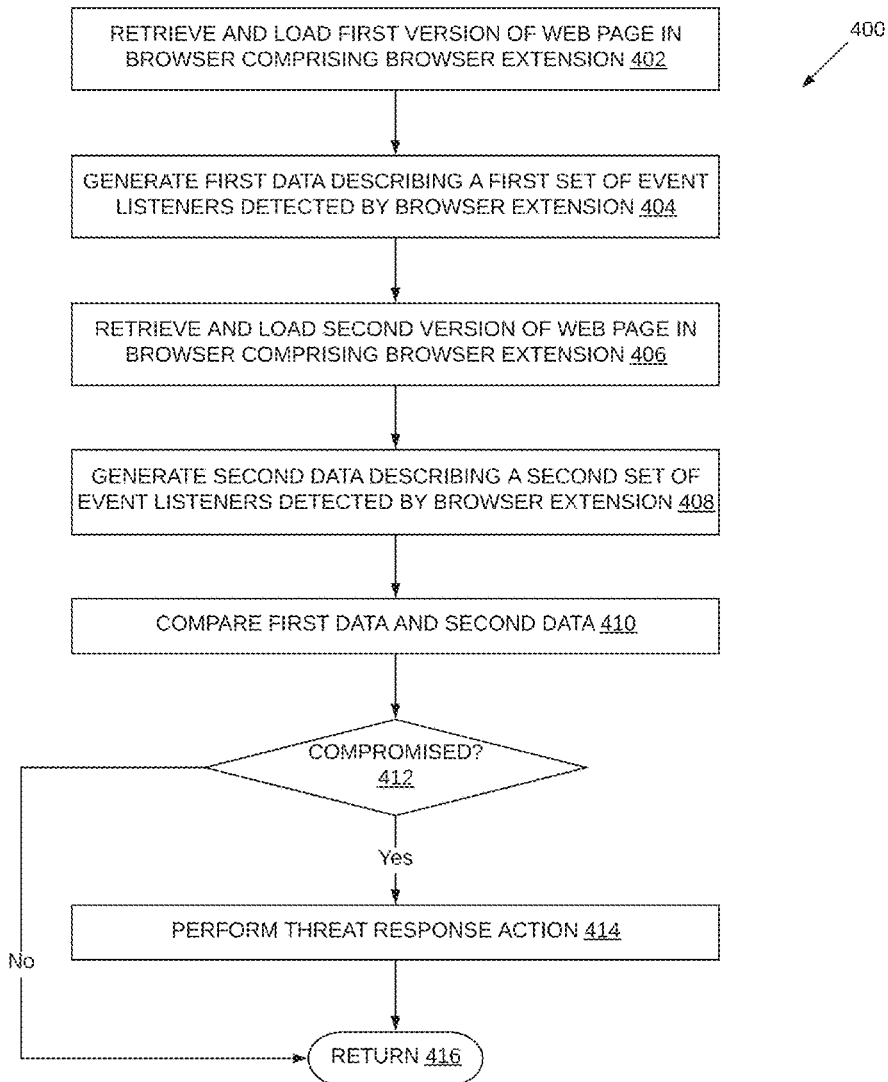 400
RETRIEVE AND LOAD FIRST VERSION OF WEB PAGE IN
BROWSER COMPRISING BROWSER EXTENSION 402
GENERATE FIRST DATA DESCRIBING A FIRST SET OF EVENT
LISTENERS DETECTED BY BROWSER EXTENSION 404
RETRIEVE AND LOAD SECOND VERSION OF WEB PAGE IN
BROWSER COMPRISING BROWSER EXTENSION 406
GENERATE SECOND DATA DESCRIBING A SECOND SET OF
EVENT LISTENERS DETECTED BY BROWSER EXTENSION 408
COMPARE FIRST DATA AND SECOND DATA 410
COMPROMISED?
412
Yes
PERFORM THREAT RESPONSE ACTION 414
No
RETURN 416